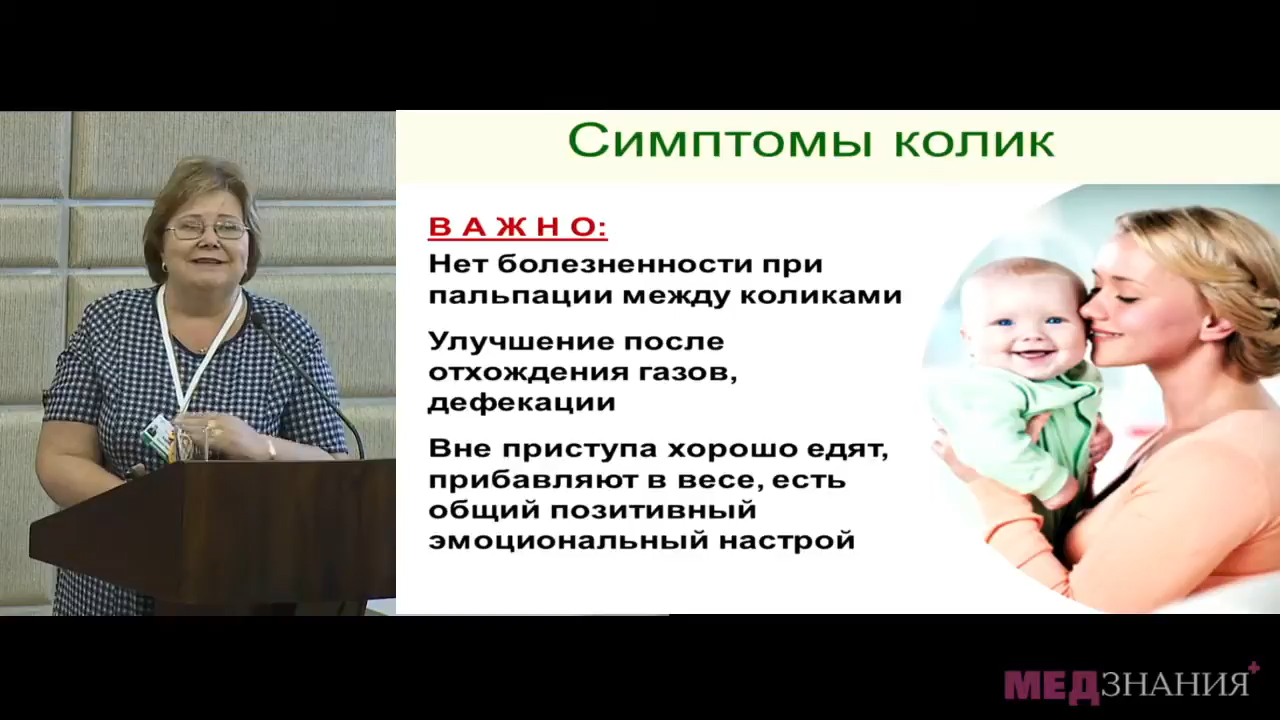 Симптомы колик
В А Ж Н О:
Нет болезненности при
пальпации между коликами
Улучшение после
отхождения газов,
дефекации
Вне приступа хорошо едят,
прибавляют в весе, есть
общий позитивный
эмоциональный настрой
МЕДЗНАНИЯ+